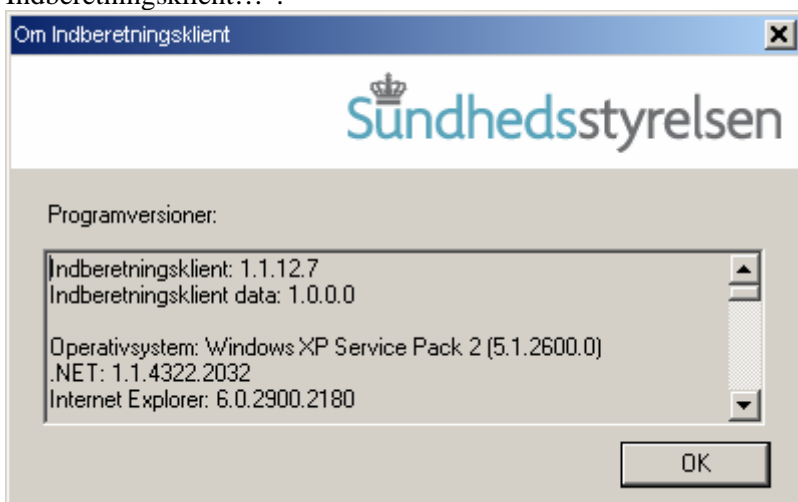 Indberetningsklient…".
Om Indberetningsklient
Sundhedsstyrelsen
Programversioner:
Indberetningsklient: 1.1.12.7
Indberetningsklient data: 1.0.0.0
Operativsystem: Windows XP Service Pack 2 (5.1.2600.0)
.NET: 1.1.4322.2032
Internet Explorer: 6.0.2900.2180
OK